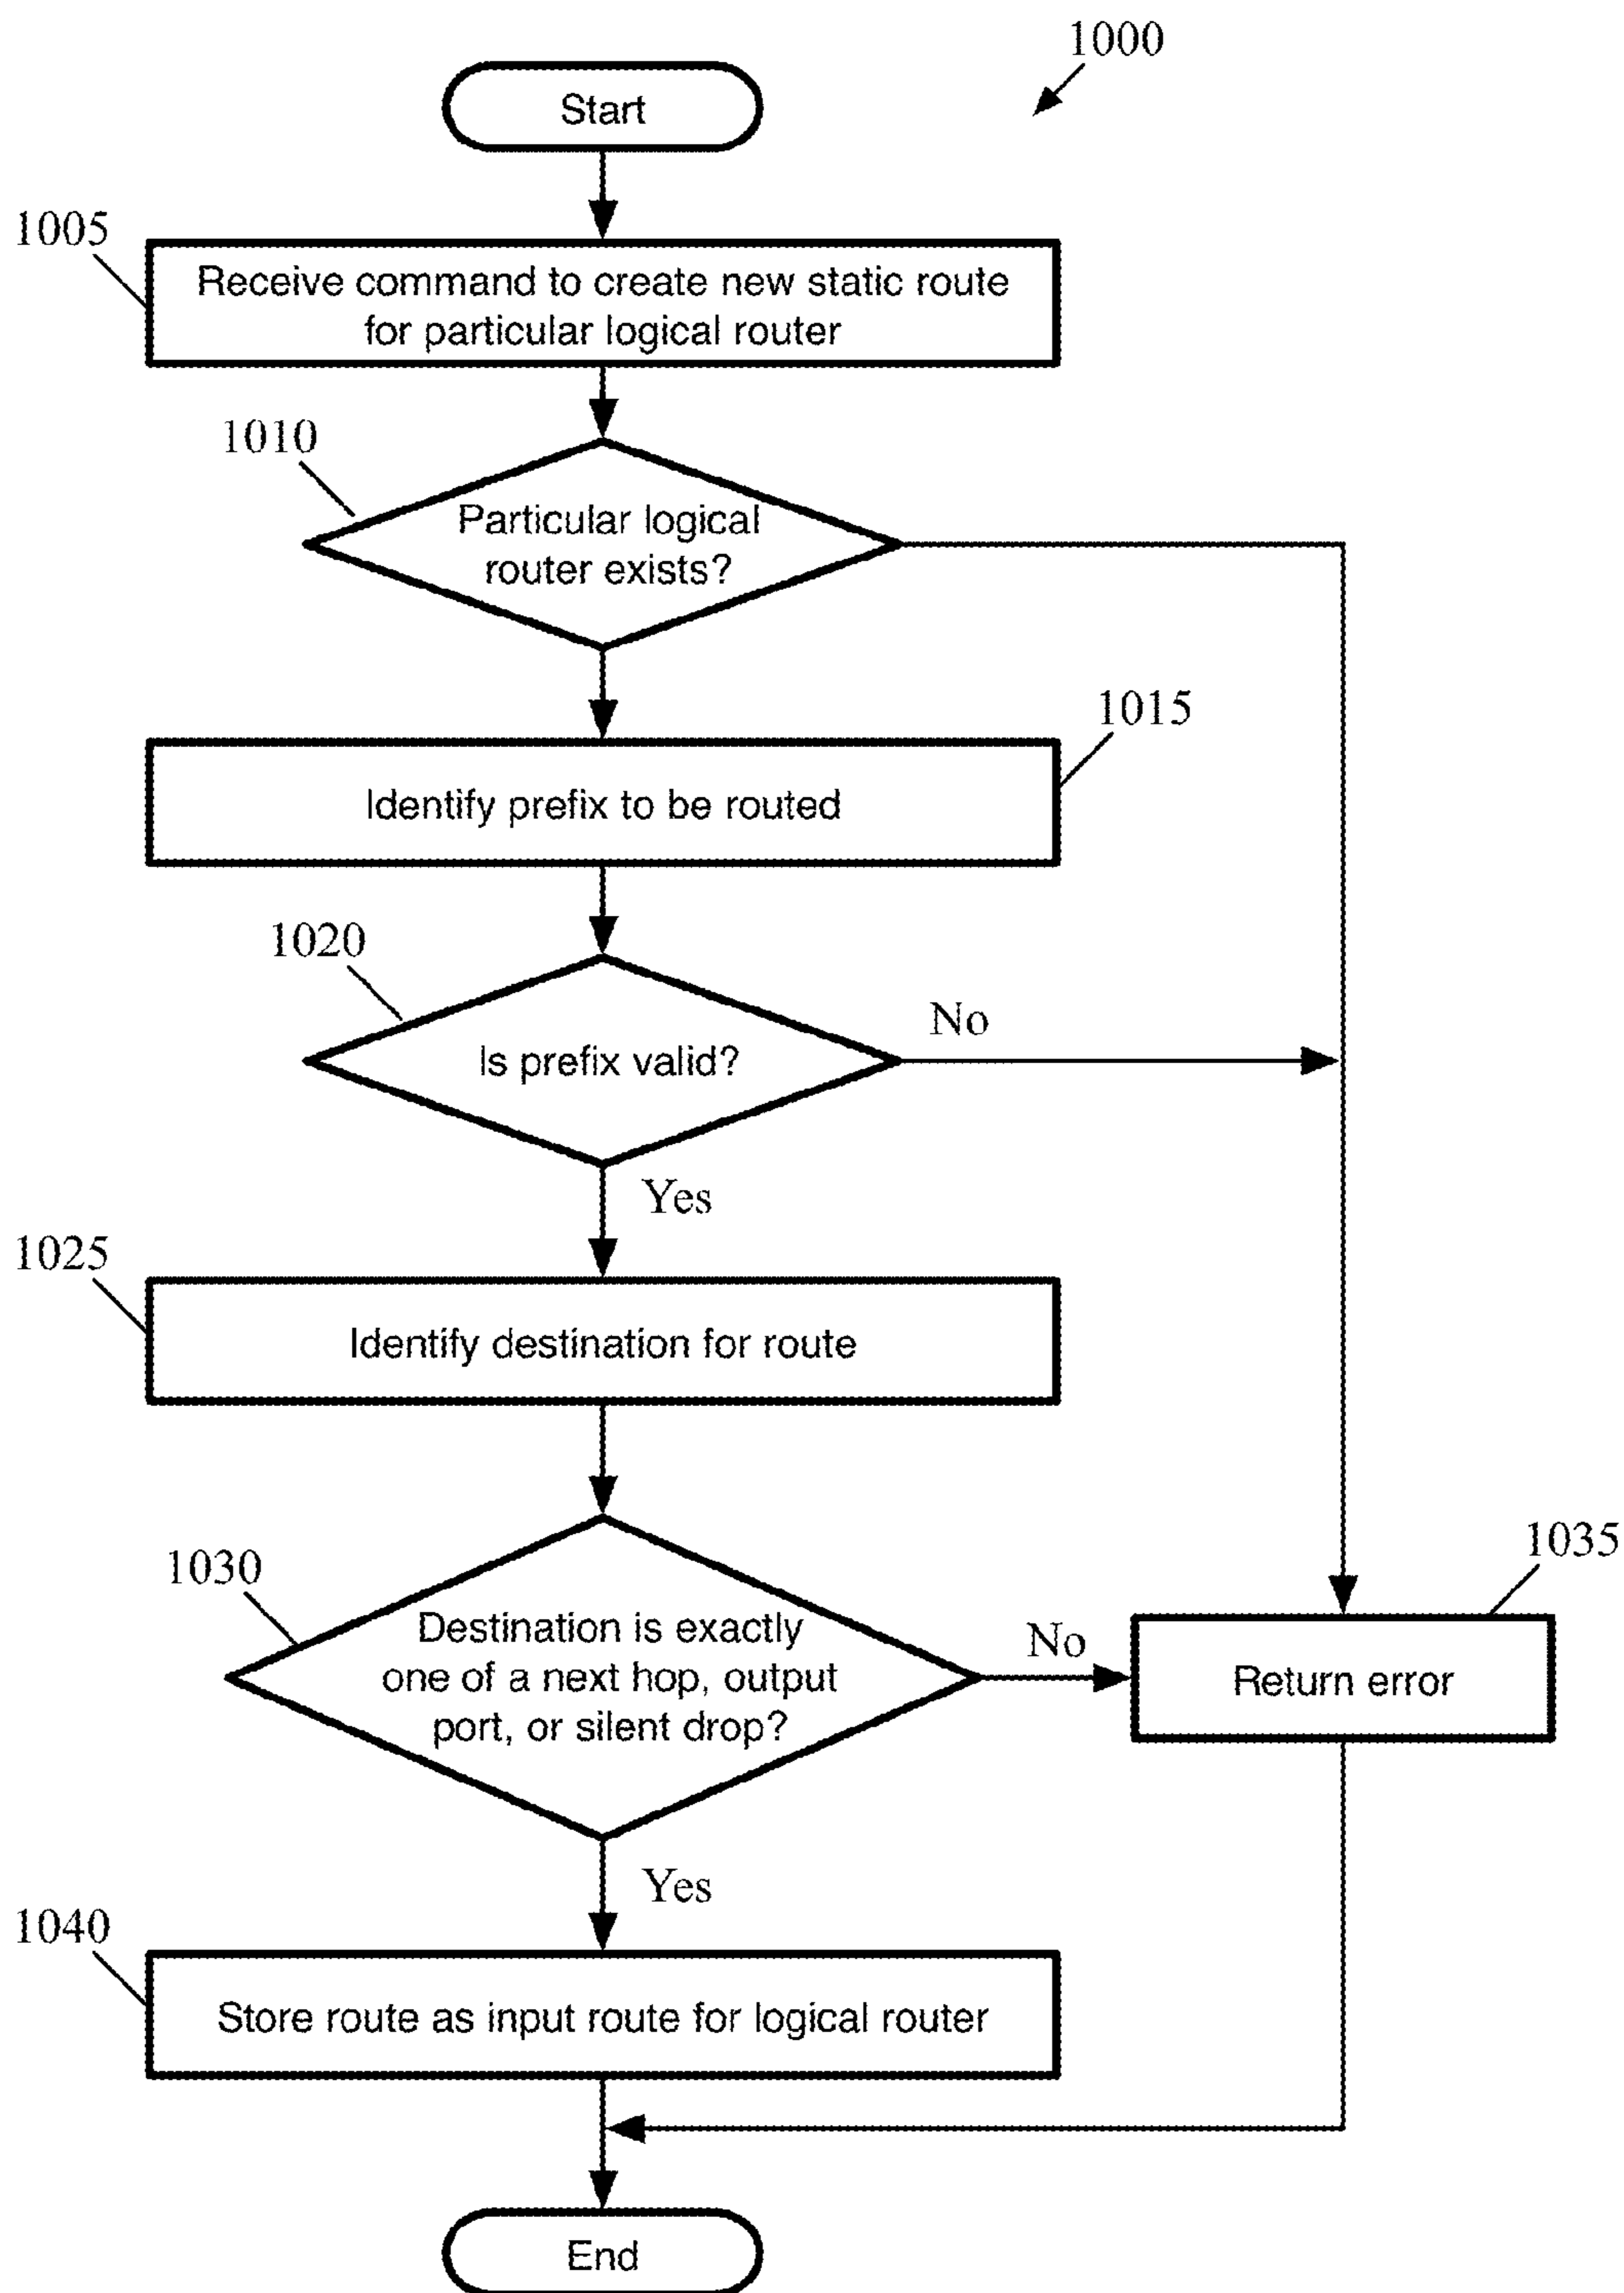 1000
Start
1005
Receive command to create new static route
for particular logical router
1010
Particular logical
router exists?
1015
Identify prefix to be routed
1020
Is prefix valid?
No
Yes
1025
Identify destination for route
1030
Destination is exactly
one of a next hop, output
port, or silent drop?
No
1035
Return error
Yes
1040
Store route as input route for logical router
End